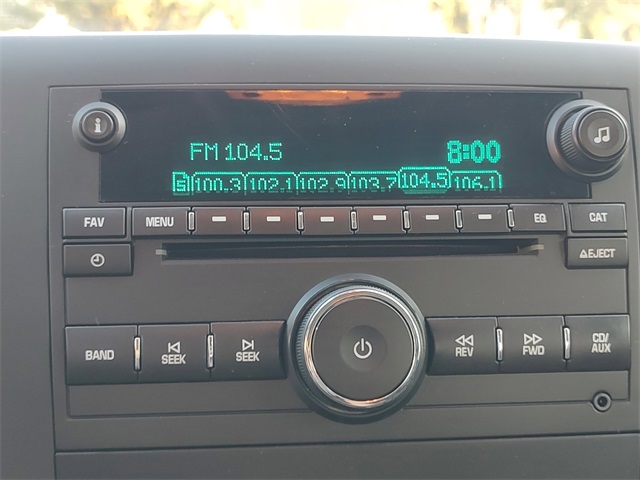 i
FM 104.5 8:00
5 100.3 102.1 102.9 103.7 104.5 106.1
FAV MENU EQ CAT
EJECT
BAND SEEK SEEK REV FWD CD/
AUX